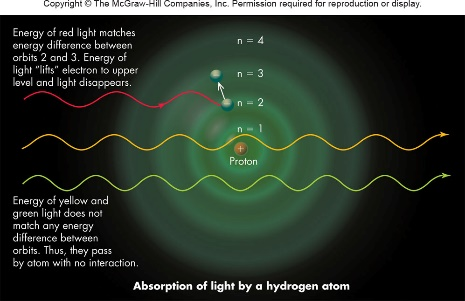 Copyright © The McGraw-Hill Companies, Inc. Permission required for reproduction or display.
Energy of red light matches
energy difference between
orbits 2 and 3. Energy of
light "lifts" electron to upper
level and light disappears.
n = 4
n = 3
n = 2
n = 1
+
Proton
Energy of yellow and
green light does not
match any energy
difference between
orbits. Thus, they pass
by atom with no interaction.
Absorption of light by a hydrogen atom